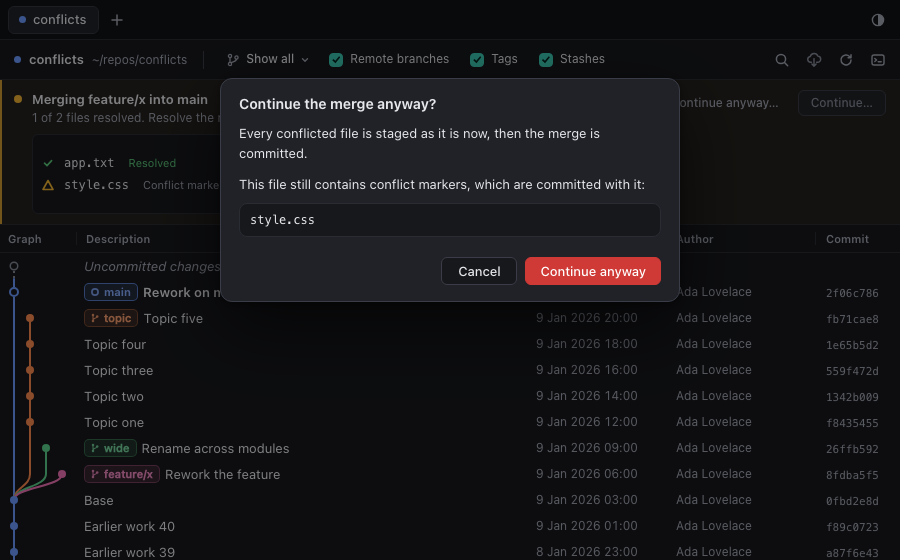 conflicts
conflicts ~/repos/conflicts Show all Remote branches Tags Stashes
Merging feature/x into main
1 of 2 files resolved. Resolve the
ontinue anyway... Continue...
app.txt Resolved
style.css Conflict marke
Continue the merge anyway?
Every conflicted file is staged as it is now, then the merge is
committed.
This file still contains conflict markers, which are committed with it:
style.css
Cancel Continue anyway
Graph Description Author Commit
Uncommitted changes
main Rework on Ada Lovelace 2f06c786
topic Topic five 9 Jan 2026 20:00 Ada Lovelace fb71cae8
Topic four 9 Jan 2026 18:00 Ada Lovelace 1e65b5d2
Topic three 9 Jan 2026 16:00 Ada Lovelace 559f472d
Topic two 9 Jan 2026 14:00 Ada Lovelace 1342b009
Topic one 9 Jan 2026 12:00 Ada Lovelace f8435455
wide Rename across modules 9 Jan 2026 09:00 Ada Lovelace 26ffb592
feature/x Rework the feature 9 Jan 2026 06:00 Ada Lovelace 8fdba5f5
Base 9 Jan 2026 03:00 Ada Lovelace 0fbd2e8d
Earlier work 40 9 Jan 2026 01:00 Ada Lovelace f89c0723
Earlier work 39 8 Jan 2026 23:00 Ada Lovelace a87f6e43